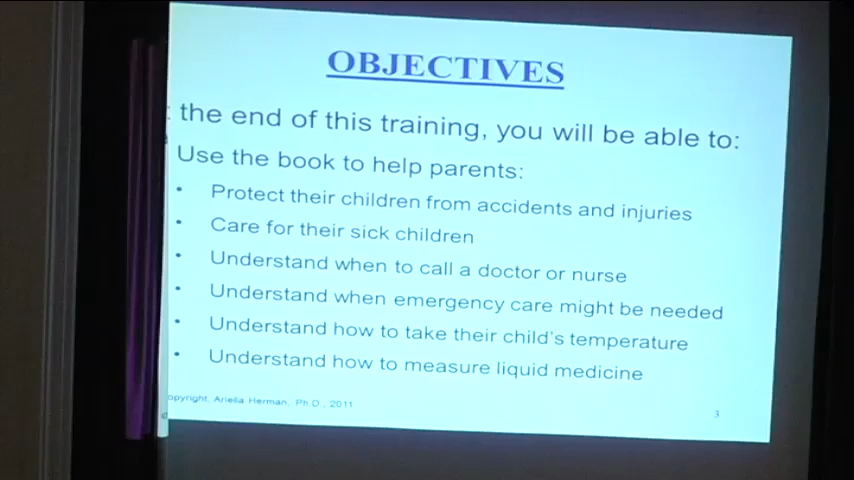 OBJECTIVES
the end of this training, you will be able to:
Use the book to help parents:
• Protect their children from accidents and injuries
• Care for their sick children
• Understand when to call a doctor or nurse
• Understand when emergency care might be needed
• Understand how to take their child's temperature
• Understand how to measure liquid medicine
opyright, Ariella Herman, Ph.D., 2011
3